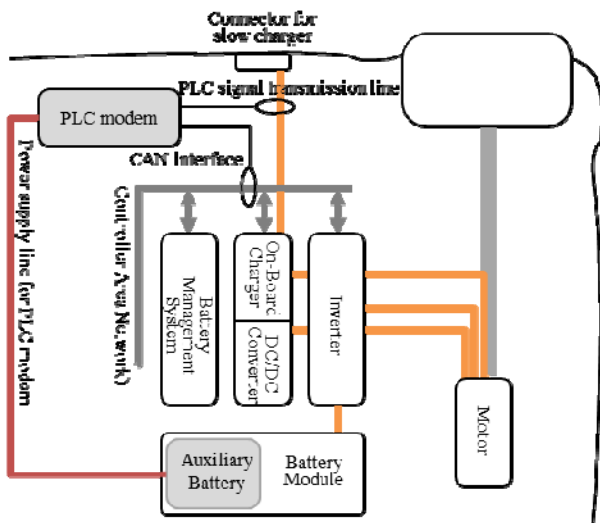 Connector for
slow charger
PLC signal transmission line
PLC modem
CAN Interface
Power supply line for PLC modem
Controller Area Network)
Battery
Management
System
On-Board
Charger
DC/DC
Converter
Inverter
Motor
Auxiliary
Battery
Battery
Module